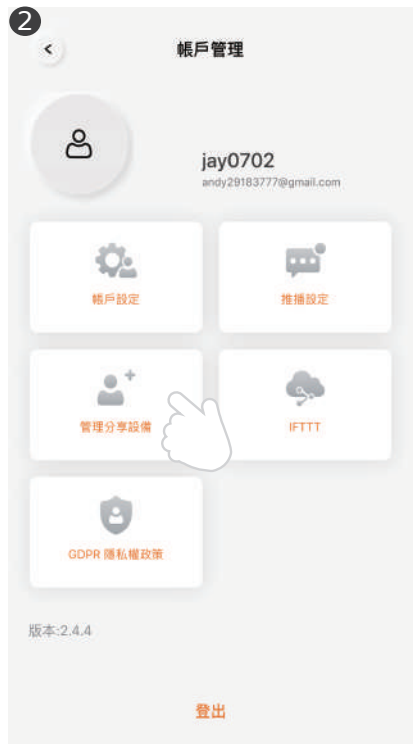 2
帳戶管理
jay0702
andy29183777@gmail.com
帳戶設定
推播設定
管理分享設備
IFTTT
GDPR 隱私權政策
版本:2.4.4
登出